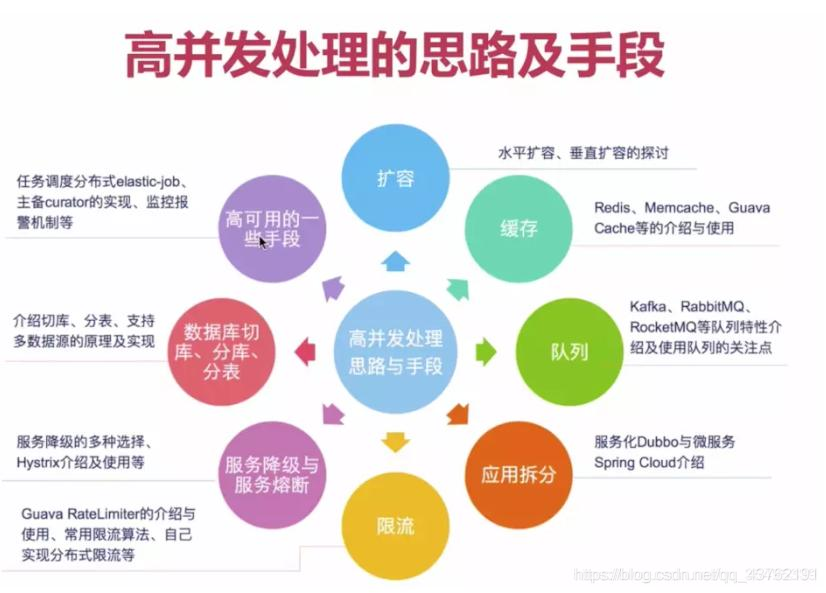 高并发处理的思路及手段
扩容
水平扩容、垂直扩容的探讨
缓存
Redis、Memcache、Guava
Cache等的介绍与使用
队列
Kafka、RabbitMQ、
RocketMQ等队列特性介
绍及使用队列的关注点
应用拆分
服务化Dubbo与微服务
Spring Cloud介绍
限流
Guava RateLimiter的介绍与
使用、常用限流算法、自己
实现分布式限流等
服务降级与
服务熔断
服务降级的多种选择、
Hystrix介绍及使用等
数据库切
库、分库、
分表
介绍切库、分表、支持
多数据源的原理及实现
高可用的一
些手段
任务调度分布式elastic-job、
主备curator的实现、监控报
警机制等
高并发处理
思路与手段